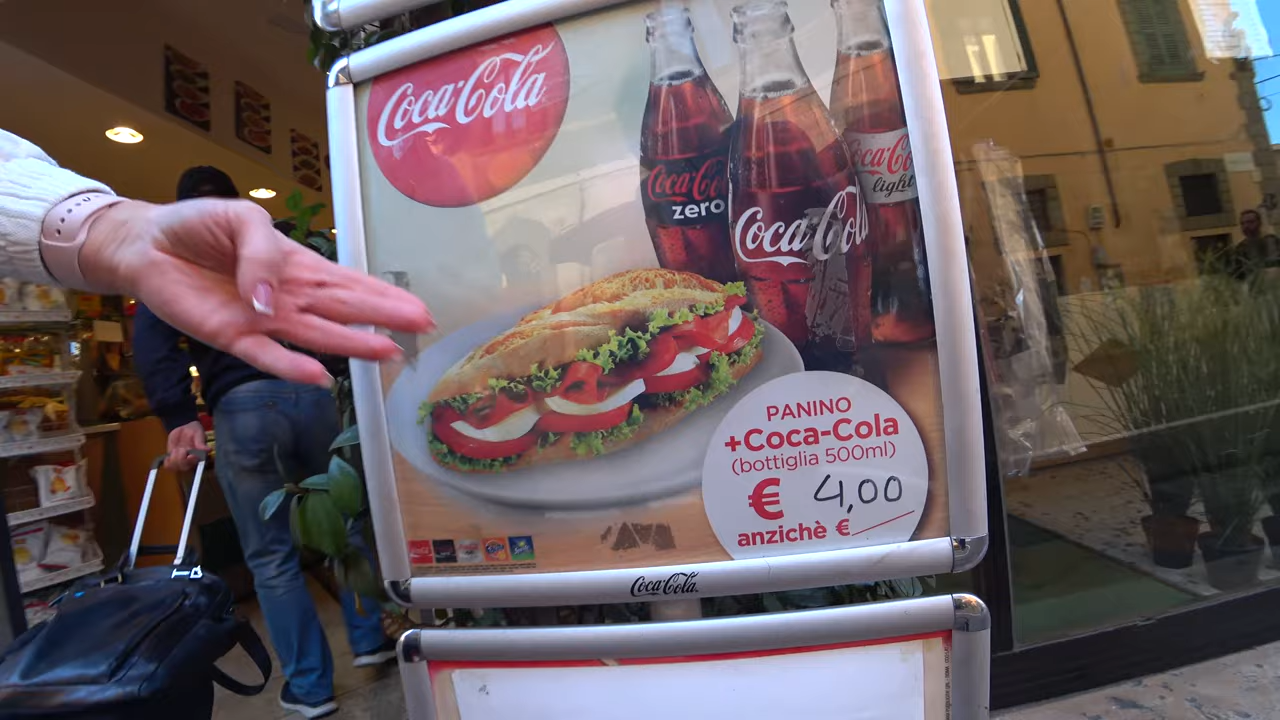 Coca-Cola
Coca-Co
zero
Coca-Cola
Coca-Co
light
PANINO
+Coca-Cola
(bottiglia 500ml)
€ 4,00
anzichè €
Coca-Cola